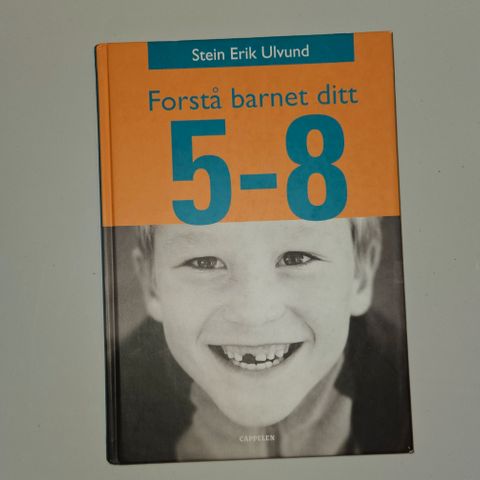 Stein Erik Ulvund
Forstå barnet ditt
5-8
CAPPELEN